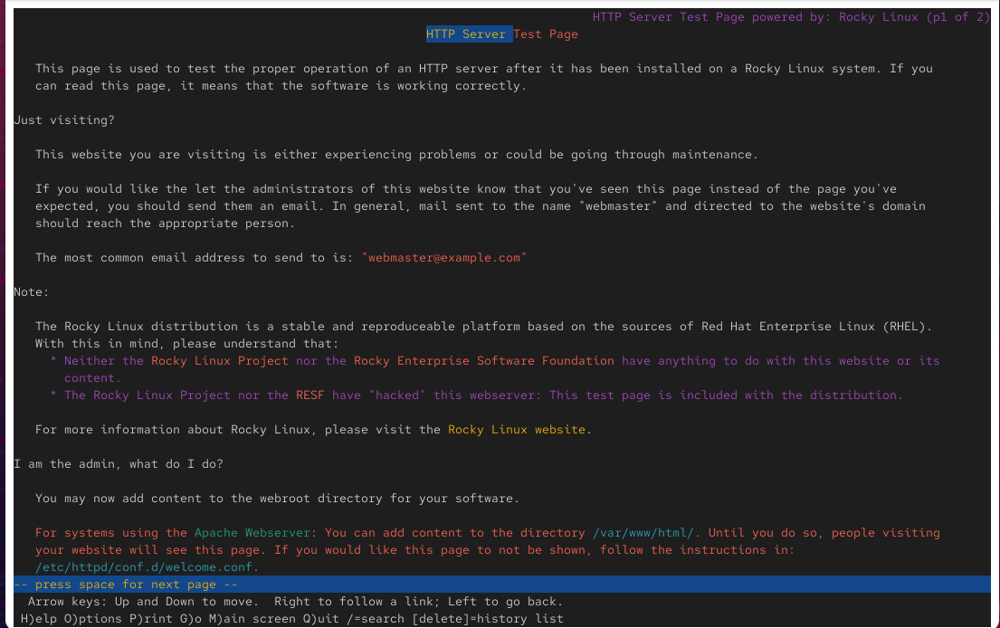 HTTP Server Test Page powered by: Rocky Linux (p1 of 2)
HTTP Server Test Page
This page is used to test the proper operation of an HTTP server after it has been installed on a Rocky Linux system. If you
can read this page, it means that the software is working correctly.
Just visiting?
This website you are visiting is either experiencing problems or could be going through maintenance.
If you would like the let the administrators of this website know that you've seen this page instead of the page you've
expected, you should send them an email. In general, mail sent to the name "webmaster" and directed to the website's domain
should reach the appropriate person.
The most common email address to send to is: "webmaster@example.com"
Note:
The Rocky Linux distribution is a stable and reproduceable platform based on the sources of Red Hat Enterprise Linux (RHEL).
With this in mind, please understand that:
* Neither the Rocky Linux Project nor the Rocky Enterprise Software Foundation have anything to do with this website or its
content.
* The Rocky Linux Project nor the RESF have "hacked" this webserver: This test page is included with the distribution.
For more information about Rocky Linux, please visit the Rocky Linux website.
I am the admin, what do I do?
You may now add content to the webroot directory for your software.
For systems using the Apache Webserver: You can add content to the directory /var/www/html/. Until you do so, people visiting
your website will see this page. If you would like this page to not be shown, follow the instructions in:
/etc/httpd/conf.d/welcome.conf.
-- press space for next page --
Arrow keys: Up and Down to move.  Right to follow a link; Left to go back.
H)elp O)ptions P)rint G)o M)ain screen Q)uit /=search [delete]=history list